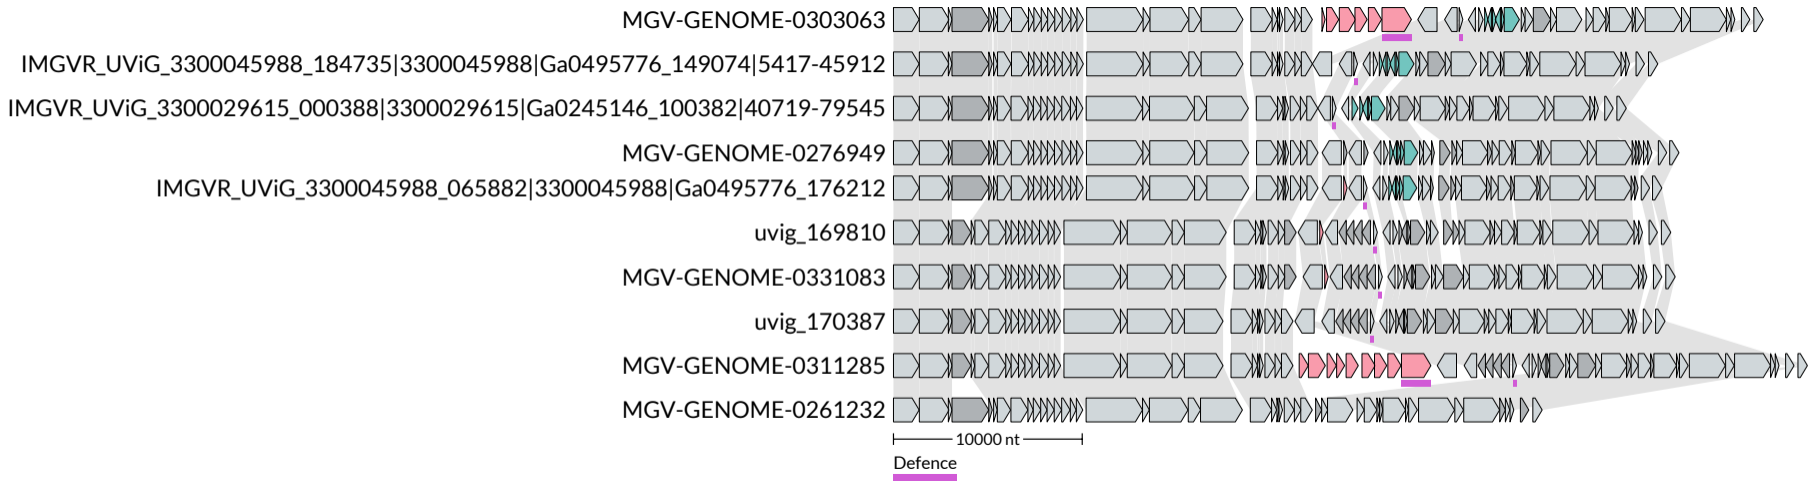 MGV-GENOME-0303063
IMGVR_UViG_3300045988_184735|3300045988|Ga0495776_149074|5417-45912
IMGVR_UViG_3300029615_000388|3300029615|Ga0245146_100382|40719-79545
MGV-GENOME-0276949
IMGVR_UViG_3300045988_065882|3300045988|Ga0495776_176212
uvig_169810
MGV-GENOME-0331083
uvig_170387
MGV-GENOME-0311285
MGV-GENOME-0261232
10000 nt
Defence